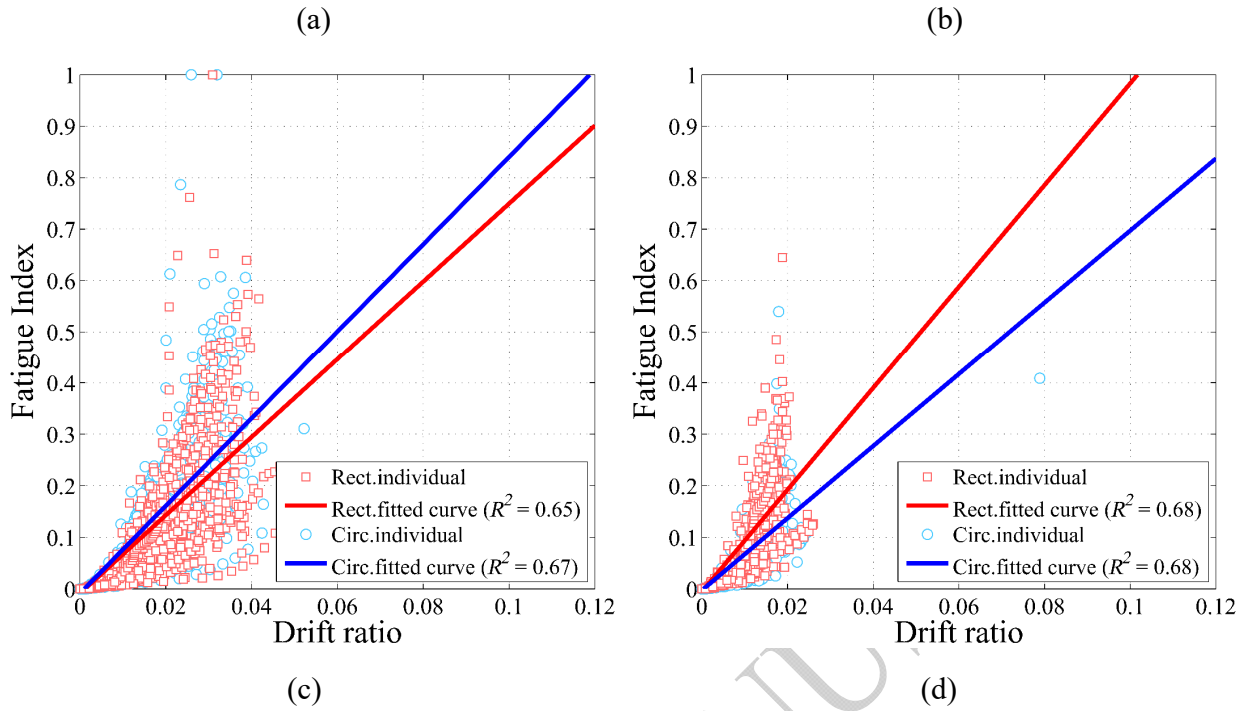 (a)
(b)
1
0.9
0.8
0.7
0.6
0.5
0.4
0.3
0.2
0.1
0
Fatigue Index
Rect.individual
Rect.fitted curve (R² = 0.65)
Circ.individual
Circ.fitted curve (R² = 0.67)
0 0.02 0.04 0.06 0.08 0.1 0.12
Drift ratio
1
0.9
0.8
0.7
0.6
0.5
0.4
0.3
0.2
0.1
0
Fatigue Index
Rect.individual
Rect.fitted curve (R² = 0.68)
Circ.individual
Circ.fitted curve (R² = 0.68)
0 0.02 0.04 0.06 0.08 0.1 0.12
Drift ratio
(c)
(d)